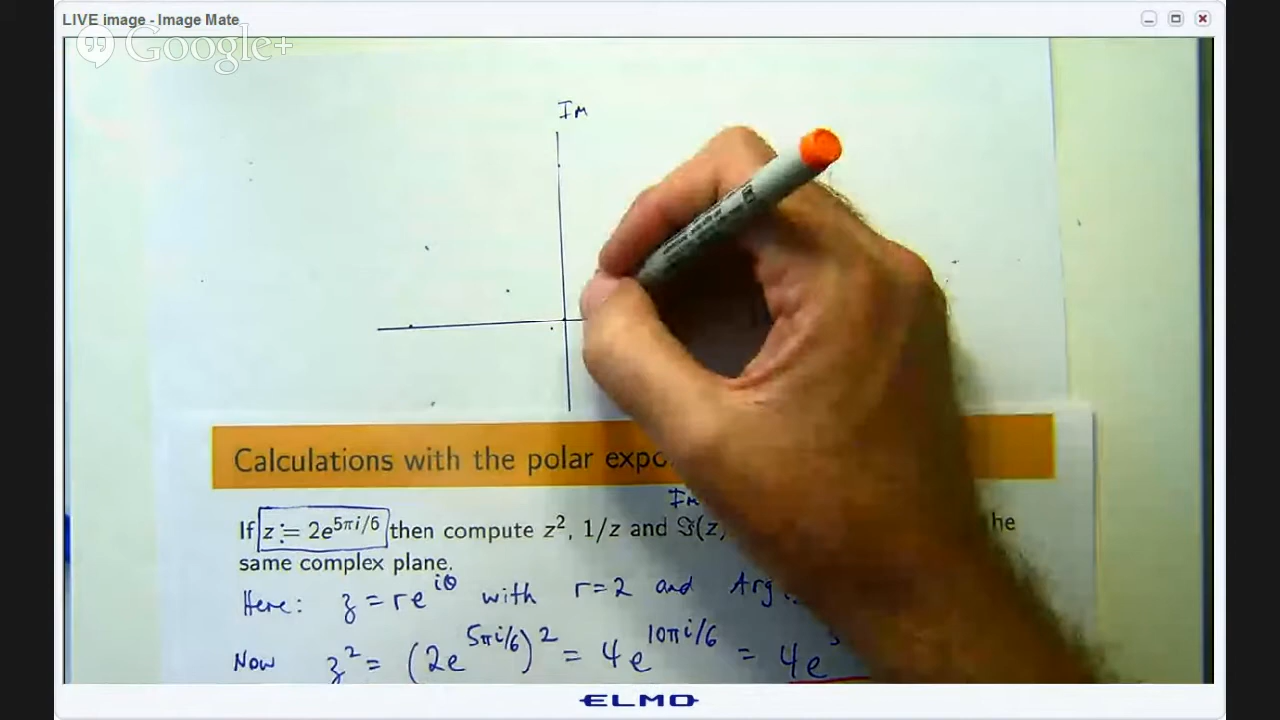 LIVE image - Image Mate
Google+
Im
Calculations with the polar
Im
If z := 2e^{5πi/6} then compute z², 1/z and ℑ(z) he
same complex plane.
Here: z = re^{iθ} with r=2 and Arg
Now z² = (2e^{5πi/6})² = 4e^{10πi/6} = 4e
ELMO